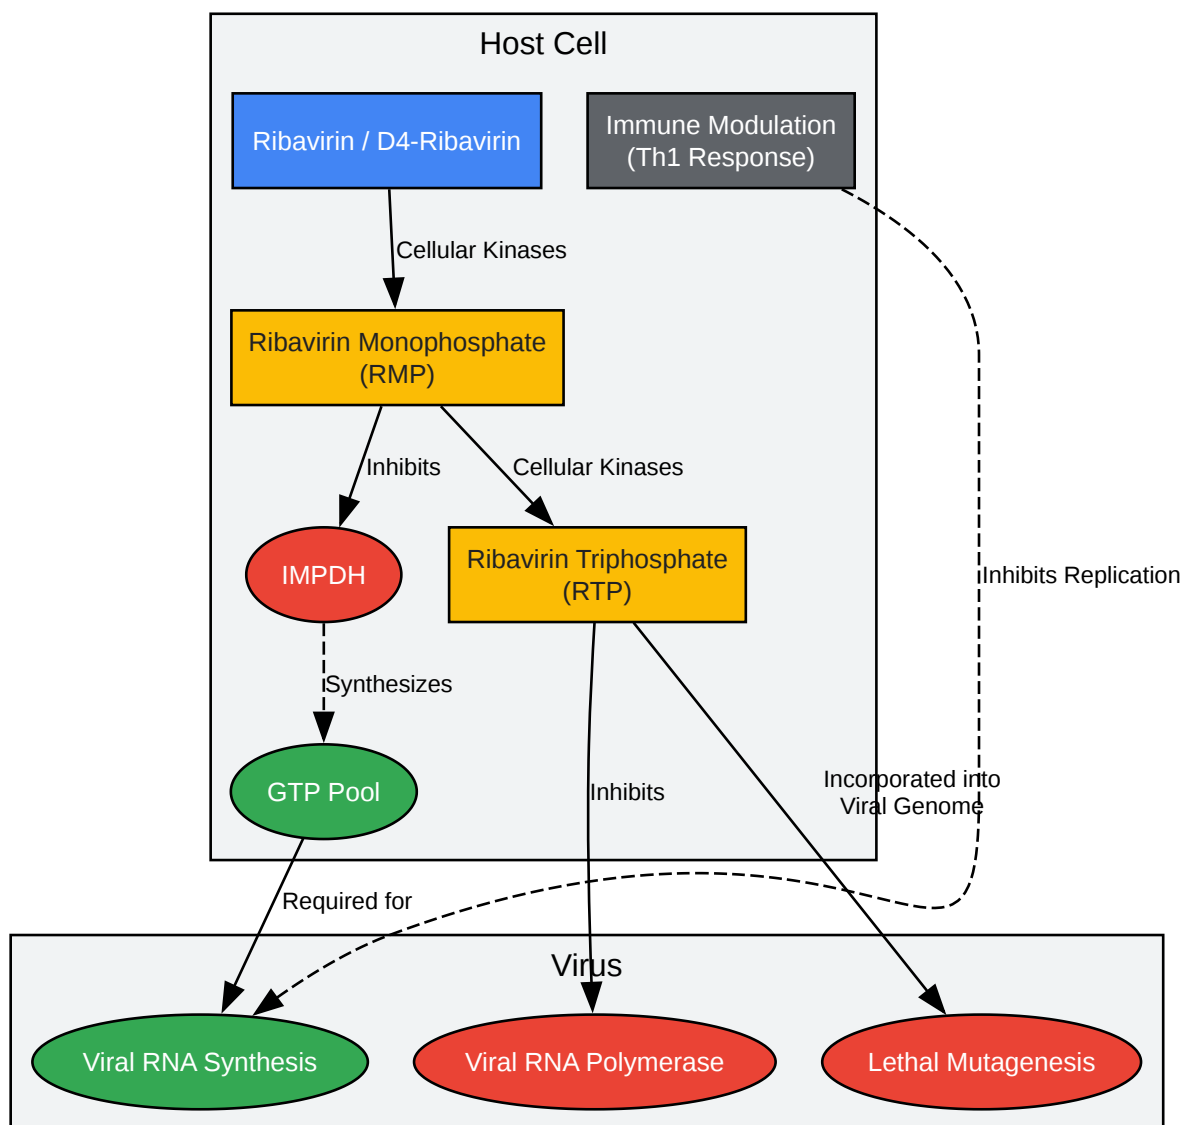 Host Cell
Ribavirin / D4-Ribavirin
Immune Modulation
(Th1 Response)
Cellular Kinases
Ribavirin Monophosphate
(RMP)
Inhibits
Cellular Kinases
IMPDH
Ribavirin Triphosphate
(RTP)
Inhibits Replication
Synthesizes
GTP Pool
Inhibits
Incorporated into
Viral Genome
Required for
Virus
Viral RNA Synthesis
Viral RNA Polymerase
Lethal Mutagenesis